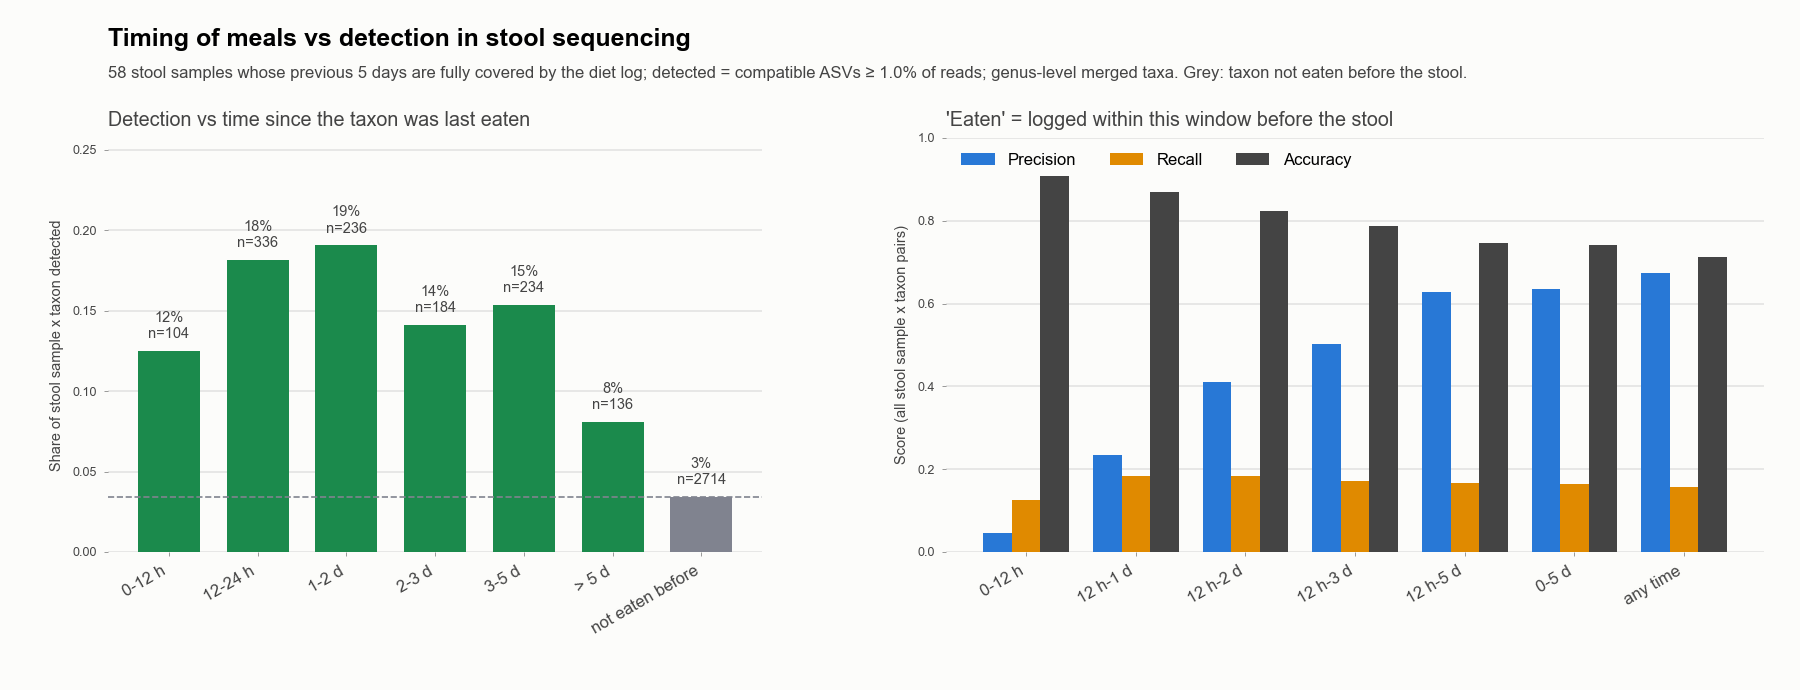 Timing of meals vs detection in stool sequencing
58 stool samples whose previous 5 days are fully covered by the diet log; detected = compatible ASVs ≥ 1.0% of reads; genus-level merged taxa. Grey: taxon not eaten before the stool.
Detection vs time since the taxon was last eaten
Share of stool sample x taxon detected
0.25
0.20
0.15
0.10
0.05
0.00
12%
n=104
18%
n=336
19%
n=236
14%
n=184
15%
n=234
8%
n=136
3%
n=2714
0-12 h
12-24 h
1-2 d
2-3 d
3-5 d
> 5 d
not eaten before
'Eaten' = logged within this window before the stool
Score (all stool sample x taxon pairs)
1.0
0.8
0.6
0.4
0.2
0.0
Precision
Recall
Accuracy
0-12 h
12 h-1 d
12 h-2 d
12 h-3 d
12 h-5 d
0-5 d
any time